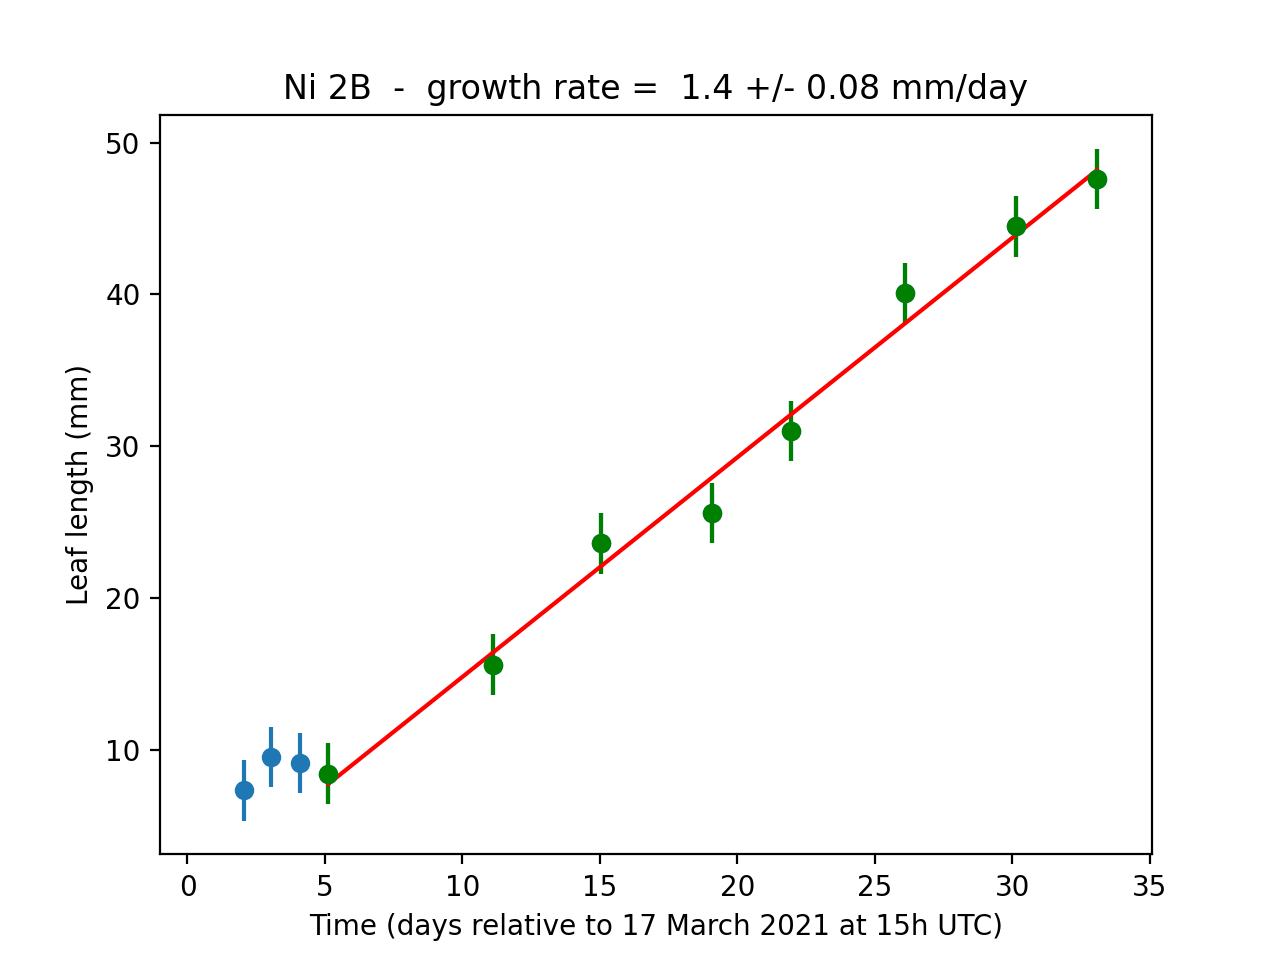 Ni 2B - growth rate = 1.4 +/- 0.08 mm/day
50
40
30
20
10
Leaf length (mm)
0 5 10 15 20 25 30 35
Time (days relative to 17 March 2021 at 15h UTC)